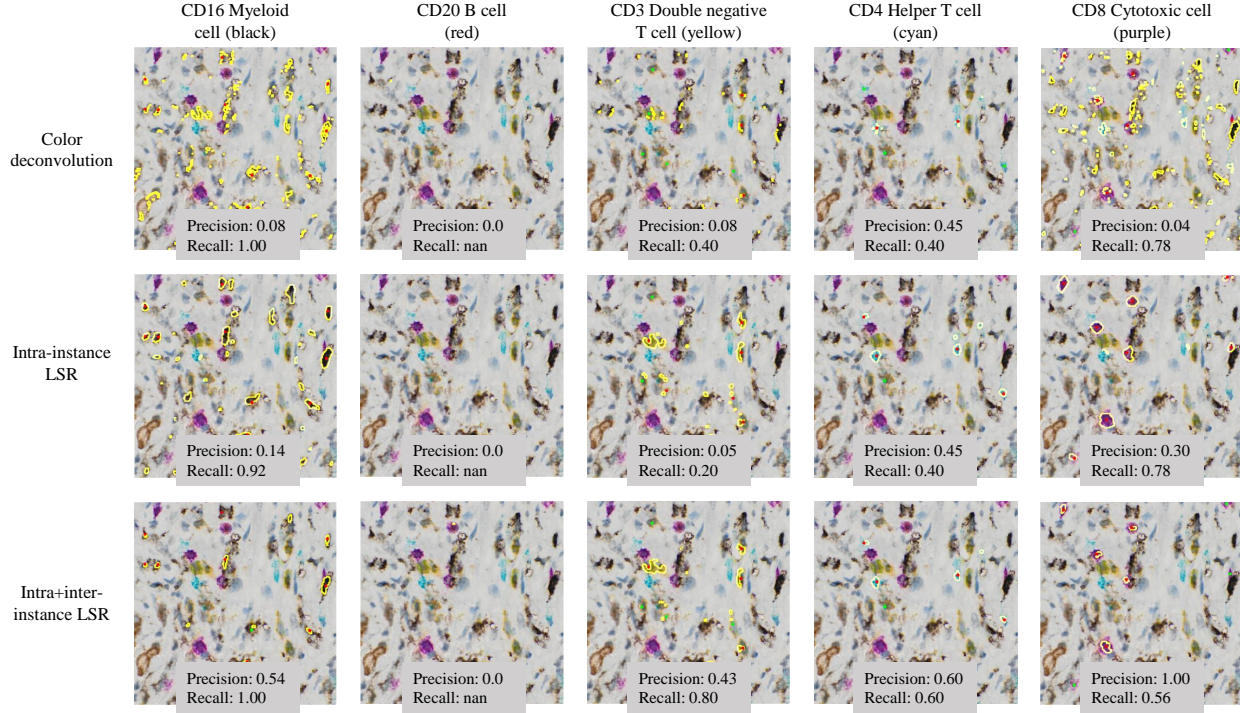 CD16 Myeloid
cell (black)
CD20 B cell
(red)
CD3 Double negative
T cell (yellow)
CD4 Helper T cell
(cyan)
CD8 Cytotoxic cell
(purple)
Color
deconvolution
Precision: 0.08
Recall: 1.00
Precision: 0.0
Recall: nan
Precision: 0.08
Recall: 0.40
Precision: 0.45
Recall: 0.40
Precision: 0.04
Recall: 0.78
Intra-instance
LSR
Precision: 0.14
Recall: 0.92
Precision: 0.0
Recall: nan
Precision: 0.05
Recall: 0.20
Precision: 0.45
Recall: 0.40
Precision: 0.30
Recall: 0.78
Intra+inter-
instance LSR
Precision: 0.54
Recall: 1.00
Precision: 0.0
Recall: nan
Precision: 0.43
Recall: 0.80
Precision: 0.60
Recall: 0.60
Precision: 1.00
Recall: 0.56